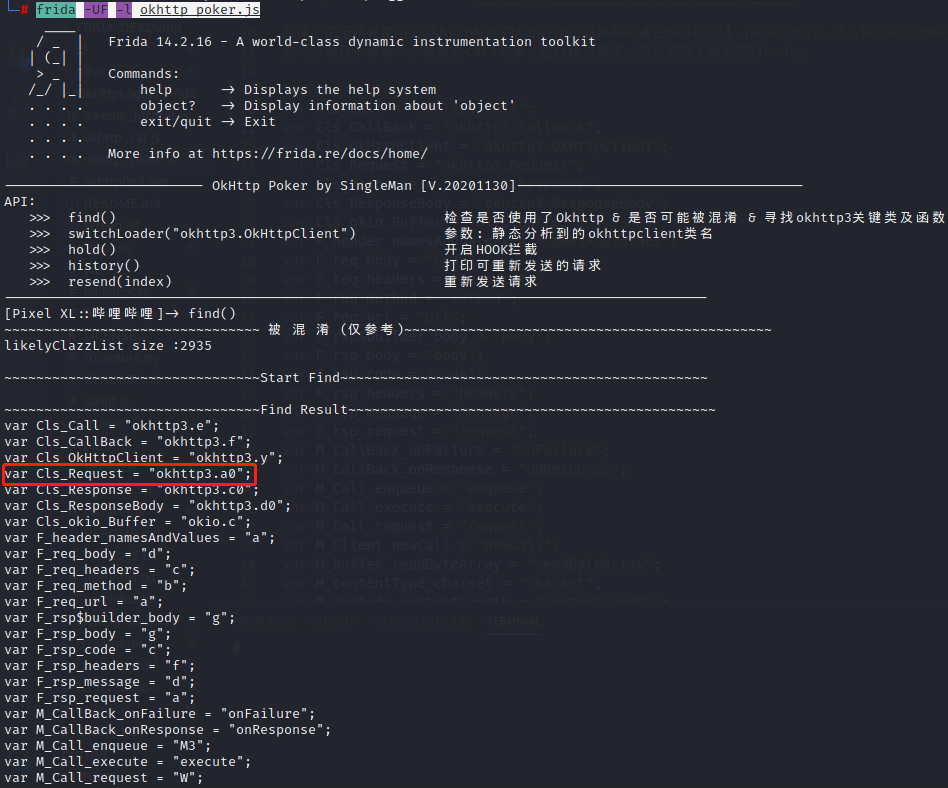 # frida -UF -l okhttp_poker.js
Frida 14.2.16 - A world-class dynamic instrumentation toolkit
Commands:
help -> Displays the help system
object? -> Display information about 'object'
exit/quit -> Exit
More info at https://frida.re/docs/home/
------------------------- OkHttp Poker by SingleMan [V.20201130]------------------------------------
API:
>>> find() 检查是否使用了Okhttp & 是否可能被混淆 & 寻找okhttp3关键类及函数
>>> switchLoader("okhttp3.OkHttpClient") 参数: 静态分析到的okhttpclient类名
>>> hold() 开启HOOK拦截
>>> history() 打印可重新发送的请求
>>> resend(index) 重新发送请求
[Pixel XL::哔哩哔哩]-> find()
~~~~~~~~~~~~~~~~~~~~~~~~~~~~~~~~ 被 混 淆 (仅参考)~~~~~~~~~~~~~~~~~~~~~~~~~~~~~~~~~~~~~~~~~~~~~~
likelyClazzList size :2935
~~~~~~~~~~~~~~~~~~~~~~~~~~~~~~~~Start Find~~~~~~~~~~~~~~~~~~~~~~~~~~~~~~~~~~~~~~~~~~~~~~
~~~~~~~~~~~~~~~~~~~~~~~~~~~~~~~~Find Result~~~~~~~~~~~~~~~~~~~~~~~~~~~~~~~~~~~~~~~~~~~~~~
var Cls_Call = "okhttp3.e";
var Cls_CallBack = "okhttp3.f";
var Cls_OkHttpClient = "okhttp3.y";
var Cls_Request = "okhttp3.a0";
var Cls_Response = "okhttp3.c0";
var Cls_ResponseBody = "okhttp3.d0";
var Cls_okio_Buffer = "okio.c";
var F_header_namesAndValues = "a";
var F_req_body = "d";
var F_req_headers = "c";
var F_req_method = "b";
var F_req_url = "a";
var F_rsp$builder_body = "g";
var F_rsp_body = "g";
var F_rsp_code = "c";
var F_rsp_headers = "f";
var F_rsp_message = "d";
var F_rsp_request = "a";
var M_CallBack_onFailure = "onFailure";
var M_CallBack_onResponse = "onResponse";
var M_Call_enqueue = "M3";
var M_Call_execute = "execute";
var M_Call_request = "W";